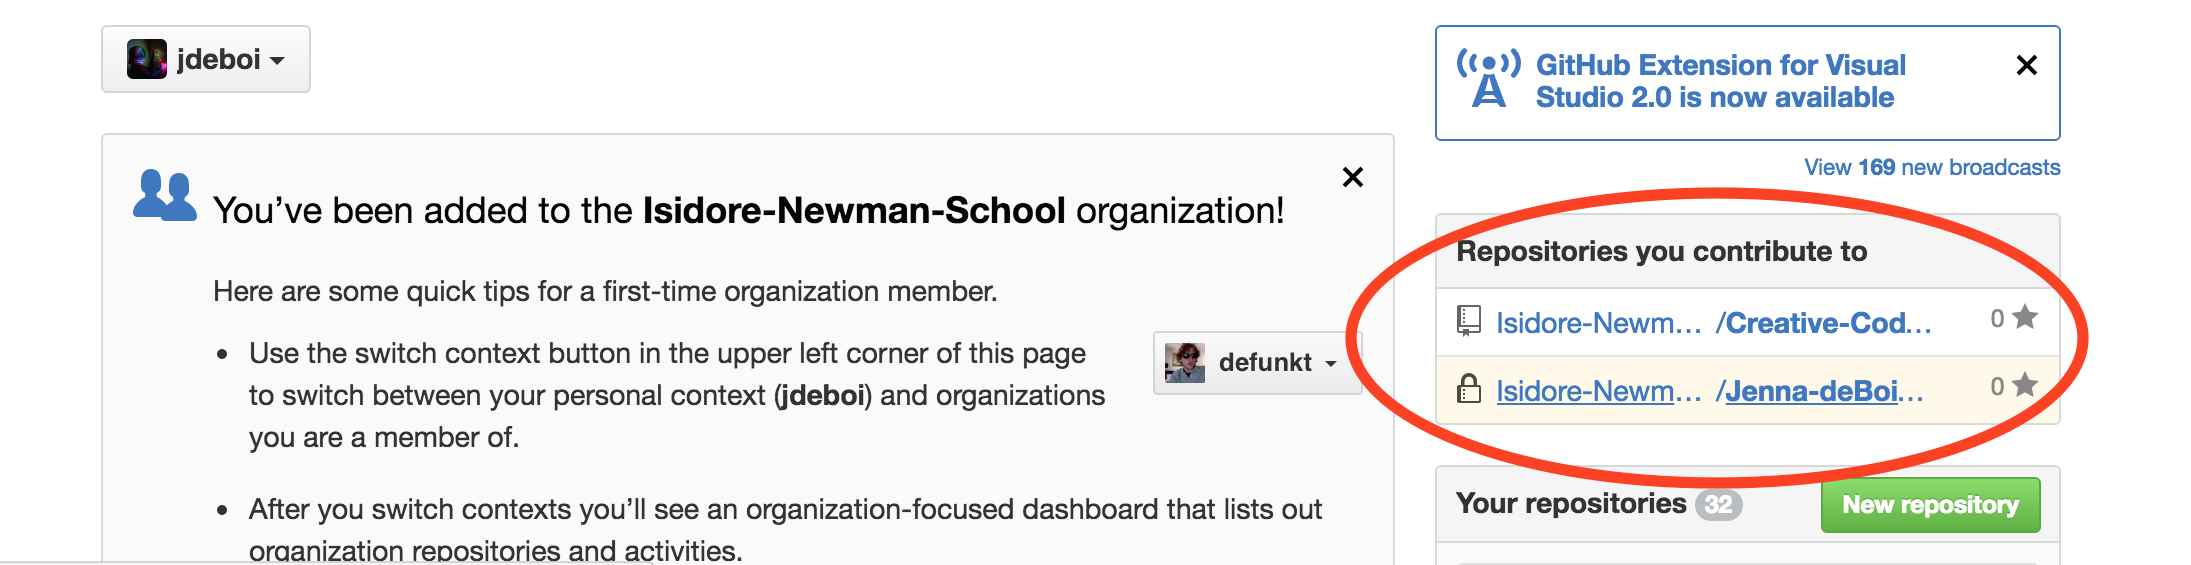 jdeboi
You've been added to the Isidore-Newman-School organization!
Here are some quick tips for a first-time organization member.
• Use the switch context button in the upper left corner of this page
to switch between your personal context (jdeboi) and organizations
you are a member of.
defunkt
• After you switch contexts you'll see an organization-focused dashboard that lists out
organization repositories and activities.
GitHub Extension for Visual
Studio 2.0 is now available
View 169 new broadcasts
Repositories you contribute to
Isidore-Newm… /Creative-Cod… 0
Isidore-Newm… /Jenna-deBoi… 0
Your repositories 32 New repository